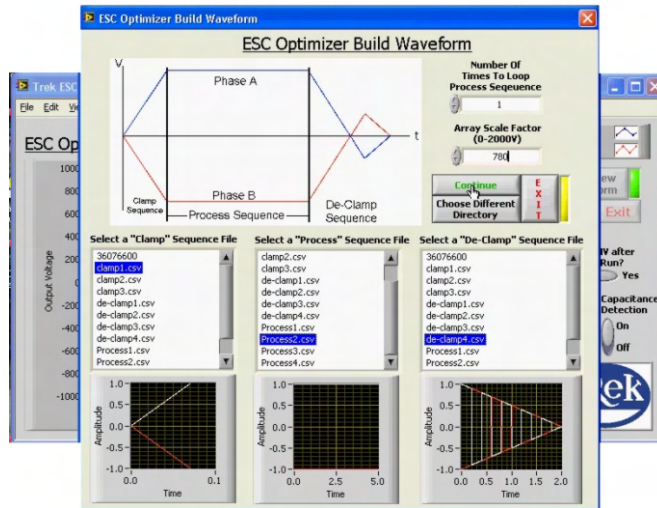 ESC Optimizer Build Waveform
ESC Optimizer Build Waveform
V
Phase A
t
Phase B
Clamp
Sequence
Process Sequence
De-Clamp
Sequence
Number Of
Times To Loop
Process Seqeuence
1
Array Scale Factor
(0-2000V)
780
Continue
Choose Different
Directory
EXIT
Trek ESC
File Edit
ESC Op
Exit
Output Voltage
1000
800
600
400
200
0
-200
-400
-600
-800
-1000
after
Run?
Yes
Capacitance
Detection
On
Off
Select a "Clamp" Sequence File
36076600
clamp1.csv
clamp2.csv
clamp3.csv
de-clamp1.csv
de-clamp2.csv
de-clamp3.csv
de-clamp4.csv
Process1.csv
Process2.csv
Select a "Process" Sequence File
clamp2.csv
clamp3.csv
de-clamp1.csv
de-clamp2.csv
de-clamp3.csv
de-clamp4.csv
Process1.csv
Process2.csv
Process3.csv
Process4.csv
Select a "De-Clamp" Sequence File
36076600
clamp1.csv
clamp2.csv
clamp3.csv
de-clamp1.csv
de-clamp2.csv
de-clamp3.csv
de-clamp4.csv
Process1.csv
Process2.csv
Amplitude
1.0
0.5
0.0
-0.5
-1.0
0.0 0.1
Time
Amplitude
1.0
0.5
0.0
-0.5
-1.0
0.0 2.5 5.0
Time
Amplitude
1.0
0.5
0.0
-0.5
-1.0
0.0 0.5 1.0 1.5 2.0
Time